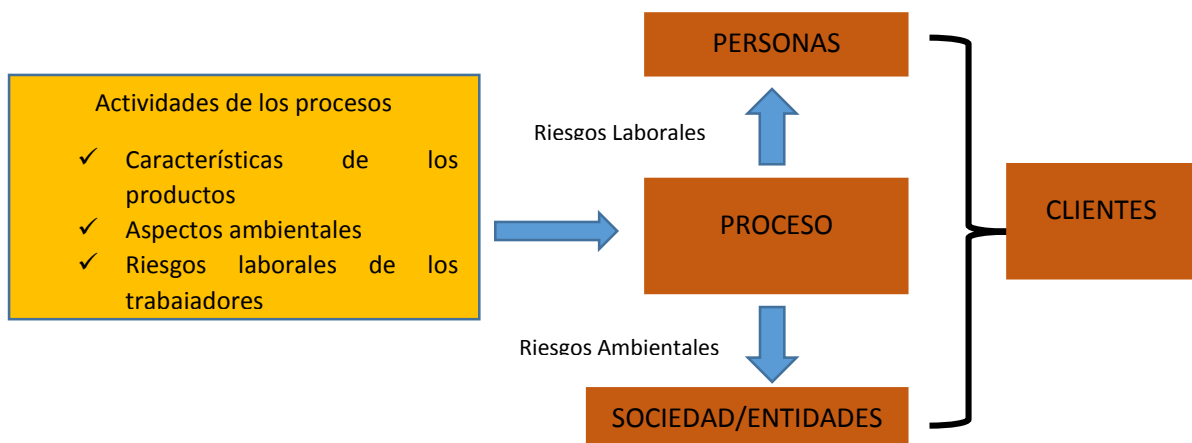 Actividades de los procesos
✓ Características de los
productos
✓ Aspectos ambientales
✓ Riesgos laborales de los
trabajadores
PERSONAS
Riesgos Laborales
PROCESO
Riesgos Ambientales
SOCIEDAD/ENTIDADES
CLIENTES